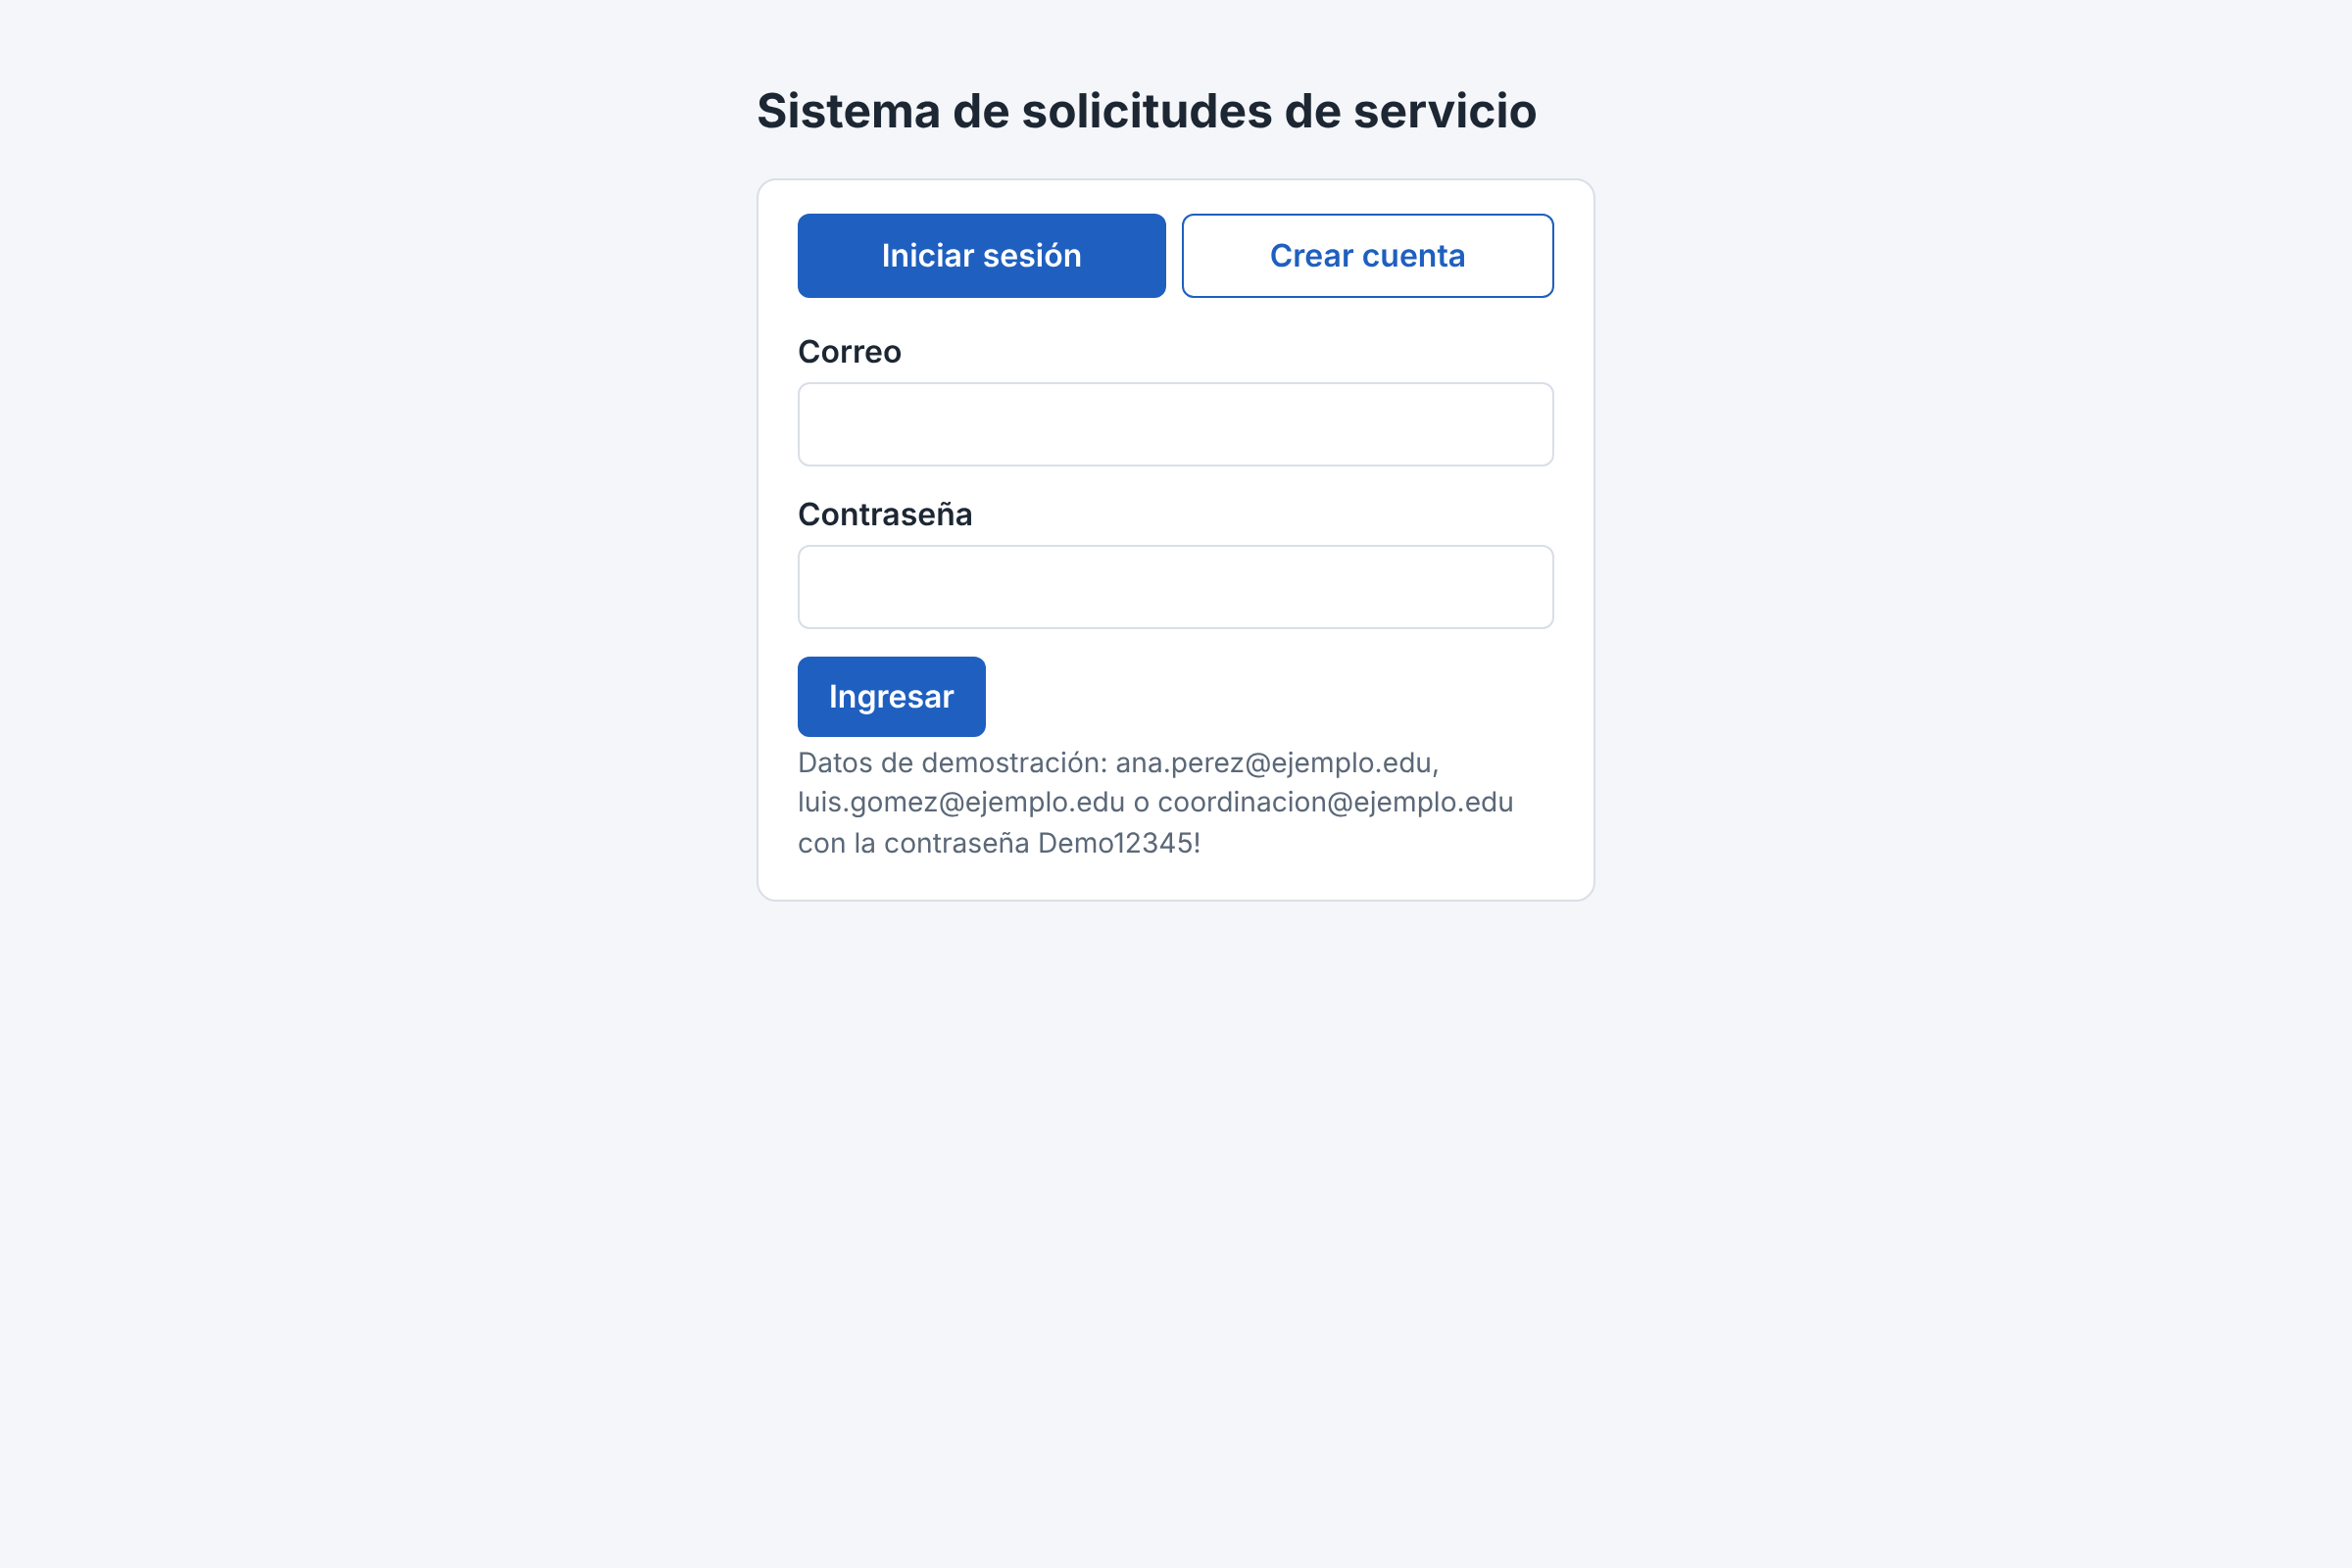 Sistema de solicitudes de servicio
Iniciar sesión
Crear cuenta
Correo
Contraseña
Ingresar
Datos de demostración: ana.perez@ejemplo.edu,
luis.gomez@ejemplo.edu o coordinacion@ejemplo.edu
con la contraseña Demo12345!